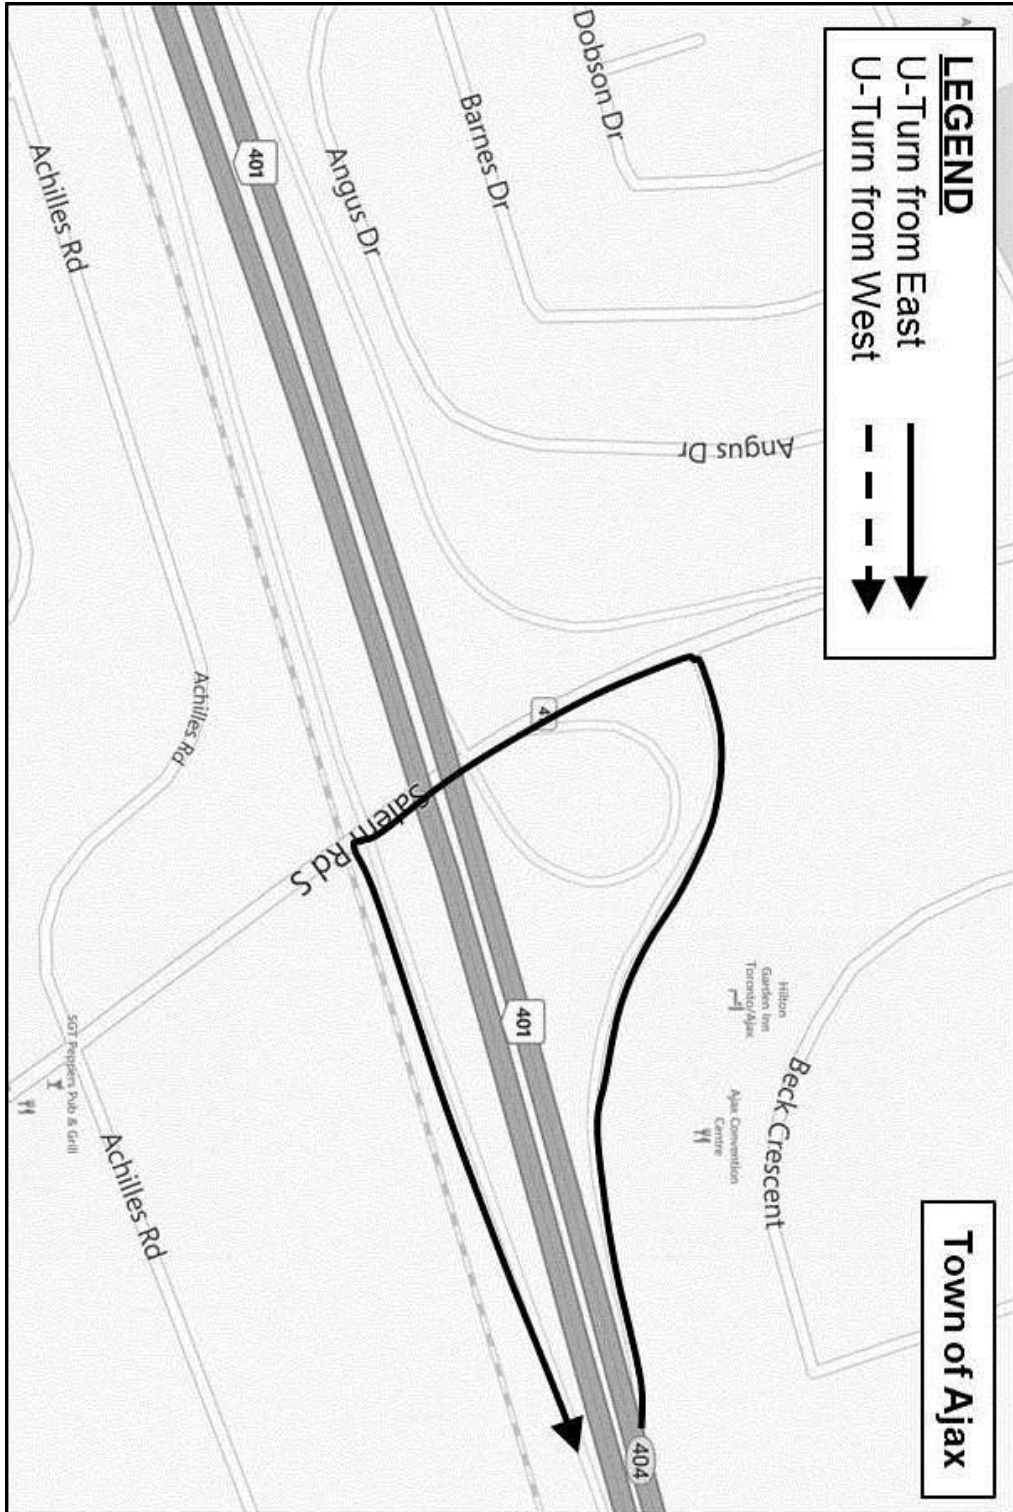 LEGEND
U-Turn from East
U-Turn from West
Town of Ajax
Dobson Dr
Barnes Dr
Angus Dr
Angus Dr
401
Achilles Rd
Achilles Rd
Salem Rd S
401
Hilton
Garden Inn
Toronto/Ajax
Ajax Convention
Centre
Beck Crescent
SGT Peppers Pub & Grill
Achilles Rd
404